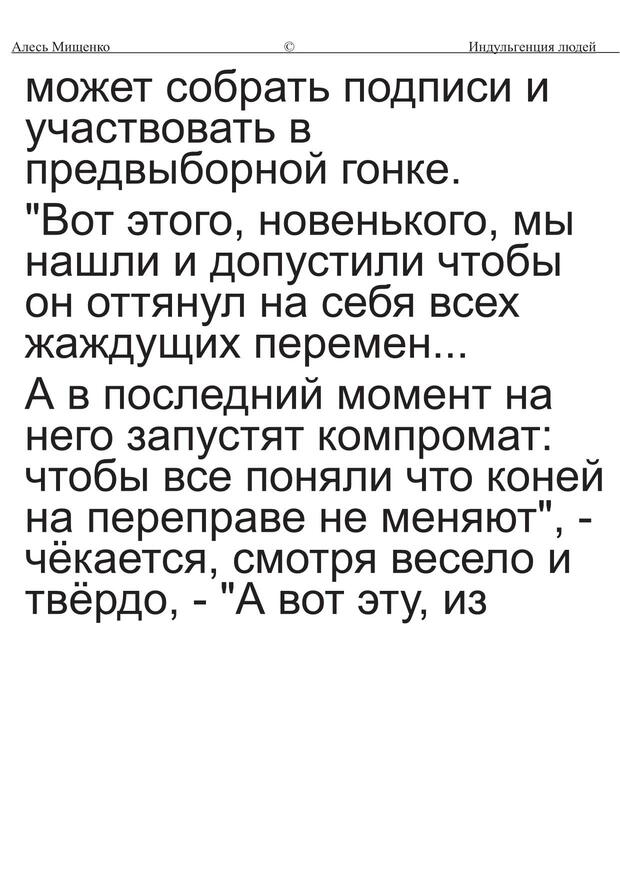 Алесь Мищенко © Индульгенция людей
может собрать подписи и
участвовать в
предвыборной гонке.
"Вот этого, новенького, мы
нашли и допустили чтобы
он оттянул на себя всех
жаждущих перемен...
А в последний момент на
него запустят компромат:
чтобы все поняли что коней
на переправе не меняют", -
чёкается, смотря весело и
твёрдо, - "А вот эту, из